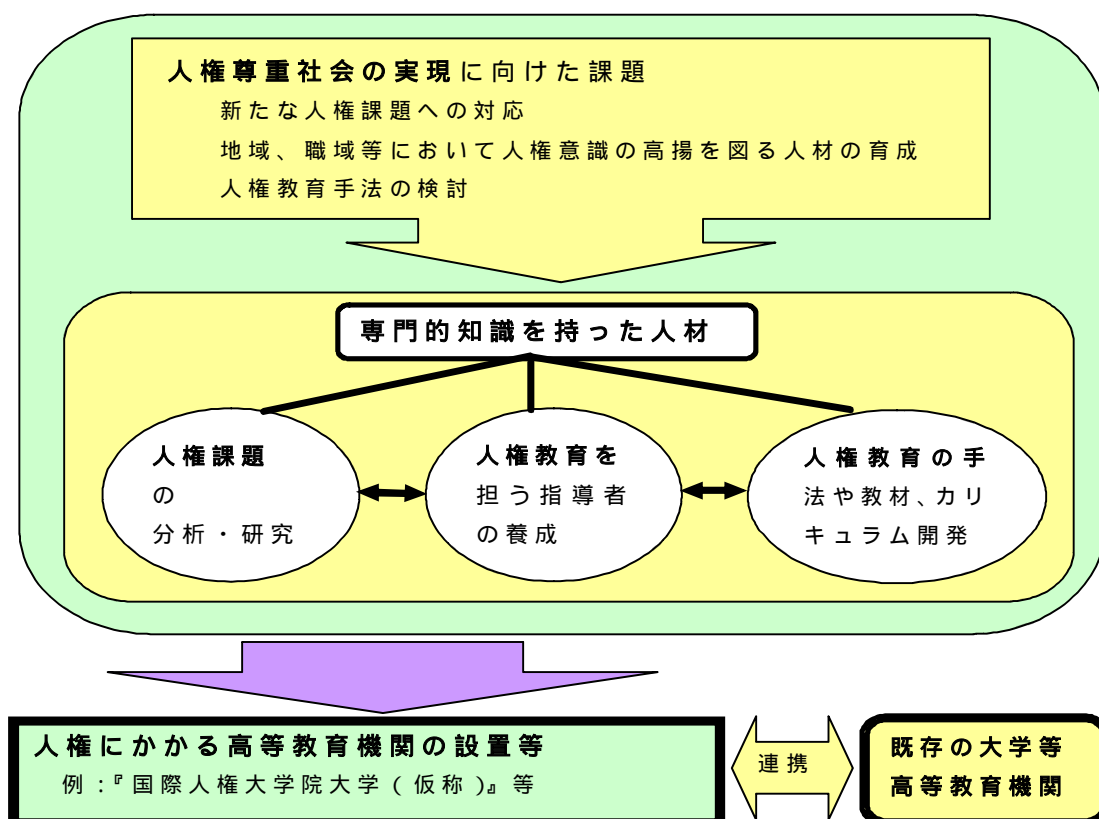 人権尊重社会の実現に向けた課題
新たな人権課題への対応
地域、職域等において人権意識の高揚を図る人材の育成
人権教育手法の検討
専門的知識を持った人材
人権課題
の
分析・研究
人権教育を
担う指導者
の養成
人権教育の手
法や教材、カリ
キュラム開発
人権にかかる高等教育機関の設置等
例:『国際人権大学院大学(仮称)』等
連携
既存の大学等
高等教育機関